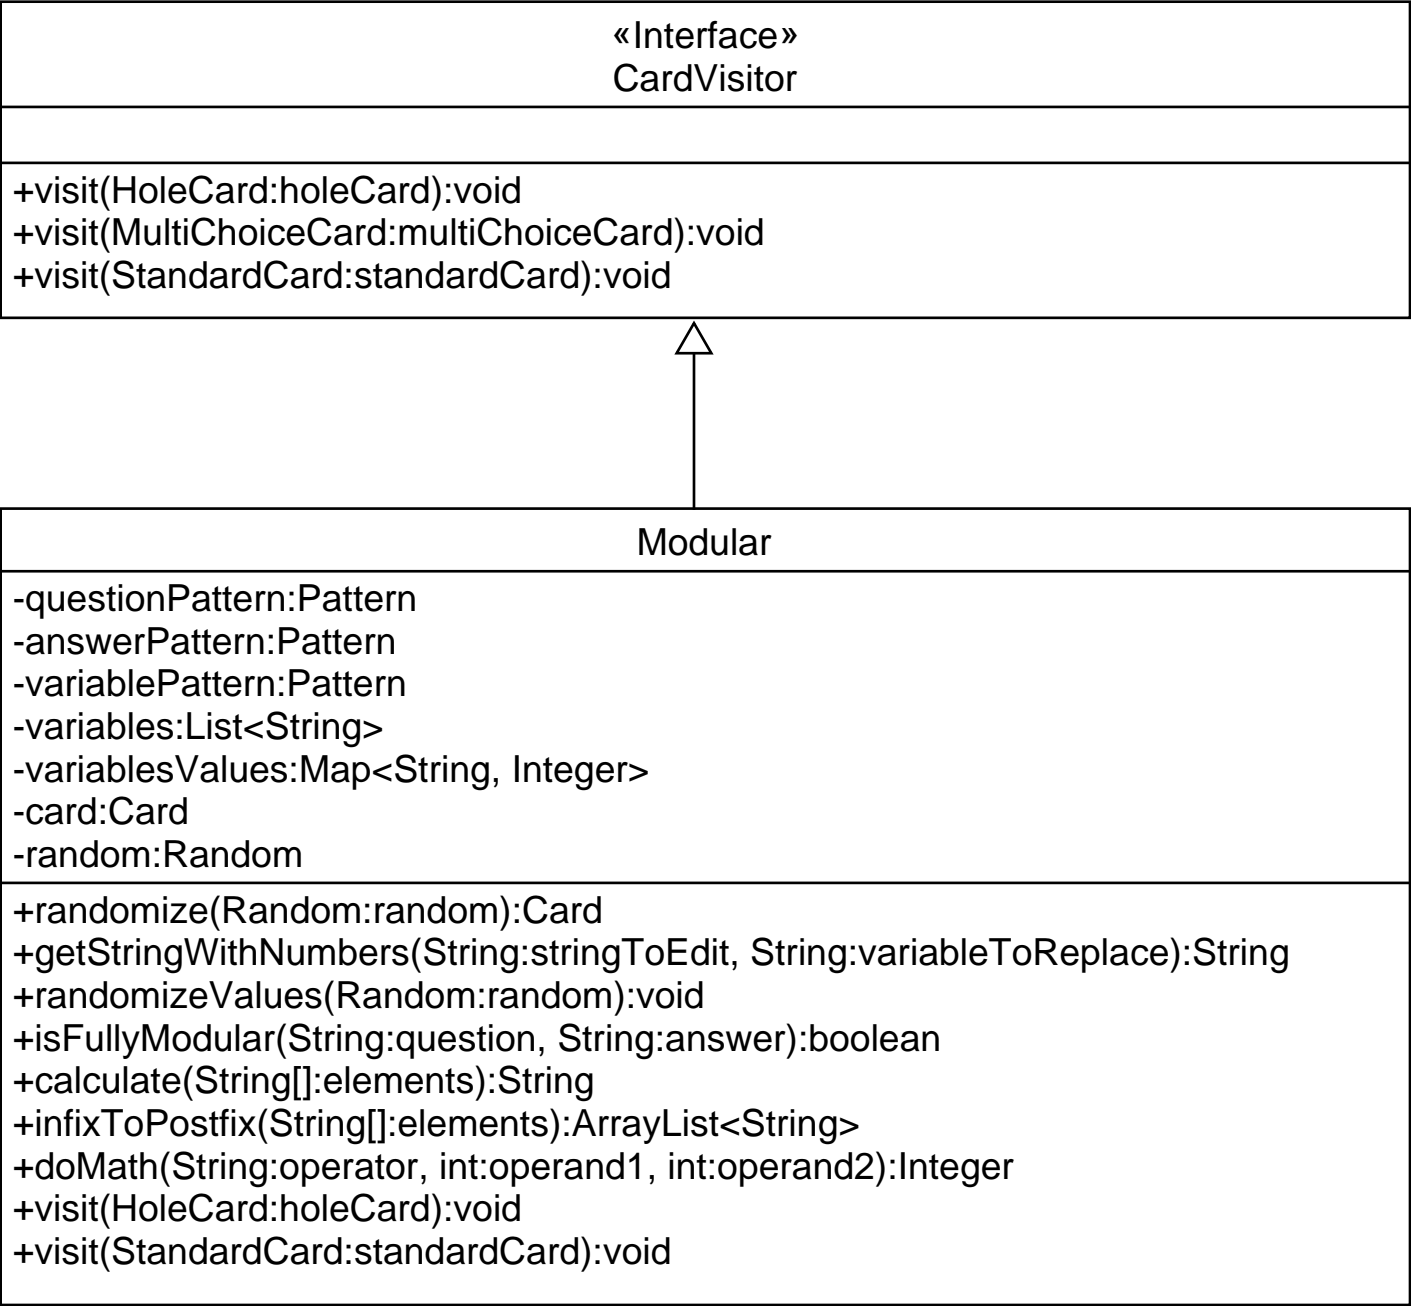 «Interface»
CardVisitor
+visit(HoleCard:holeCard):void
+visit(MultiChoiceCard:multiChoiceCard):void
+visit(StandardCard:standardCard):void
Modular
-questionPattern:Pattern
-answerPattern:Pattern
-variablePattern:Pattern
-variables:List<String>
-variablesValues:Map<String, Integer>
-card:Card
-random:Random
+randomize(Random:random):Card
+getStringWithNumbers(String:stringToEdit, String:variableToReplace):String
+randomizeValues(Random:random):void
+isFullyModular(String:question, String:answer):boolean
+calculate(String[]:elements):String
+infixToPostfix(String[]:elements):ArrayList<String>
+doMath(String:operator, int:operand1, int:operand2):Integer
+visit(HoleCard:holeCard):void
+visit(StandardCard:standardCard):void